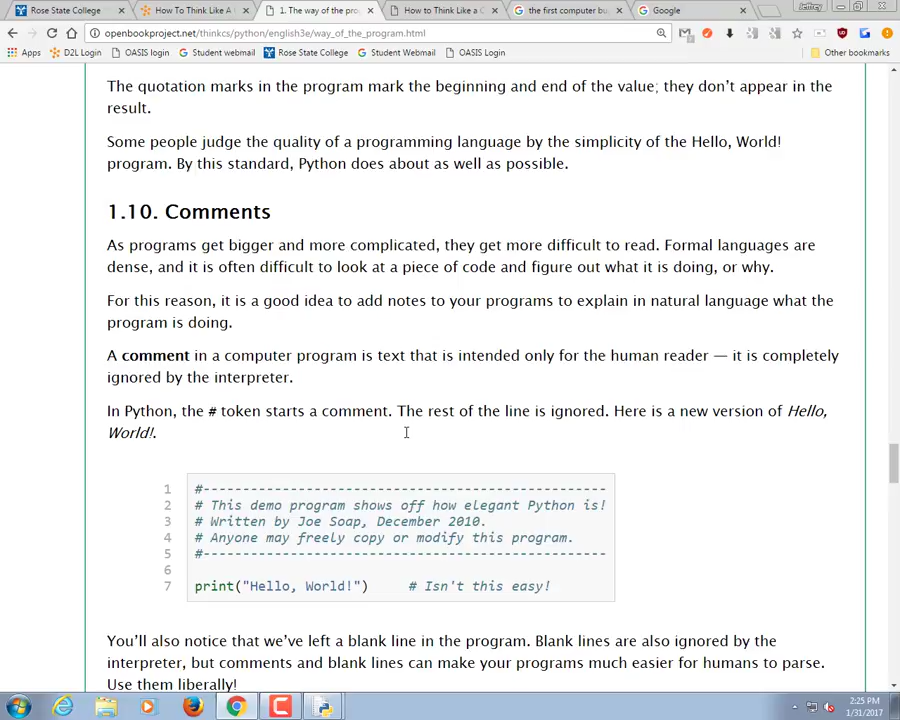 Rose State College
How To Think Like A
1. The way of the pro
How to Think Like a C
the first computer bu
Google
Jeffrey
openbookproject.net/thinkcs/python/english3e/way_of_the_program.html
Apps D2L Login OASIS login Student webmail Rose State College Student Webmail OASIS Login Other bookmarks
The quotation marks in the program mark the beginning and end of the value; they don’t appear in the
result.
Some people judge the quality of a programming language by the simplicity of the Hello, World!
program. By this standard, Python does about as well as possible.
1.10. Comments
As programs get bigger and more complicated, they get more difficult to read. Formal languages are
dense, and it is often difficult to look at a piece of code and figure out what it is doing, or why.
For this reason, it is a good idea to add notes to your programs to explain in natural language what the
program is doing.
A comment in a computer program is text that is intended only for the human reader — it is completely
ignored by the interpreter.
In Python, the # token starts a comment. The rest of the line is ignored. Here is a new version of Hello,
World!.
1 #---------------------------------------------------
2 # This demo program shows off how elegant Python is!
3 # Written by Joe Soap, December 2010.
4 # Anyone may freely copy or modify this program.
5 #---------------------------------------------------
6
7 print("Hello, World!")     # Isn't this easy!
You’ll also notice that we’ve left a blank line in the program. Blank lines are also ignored by the
interpreter, but comments and blank lines can make your programs much easier for humans to parse.
Use them liberally!
2:25 PM
1/31/2017